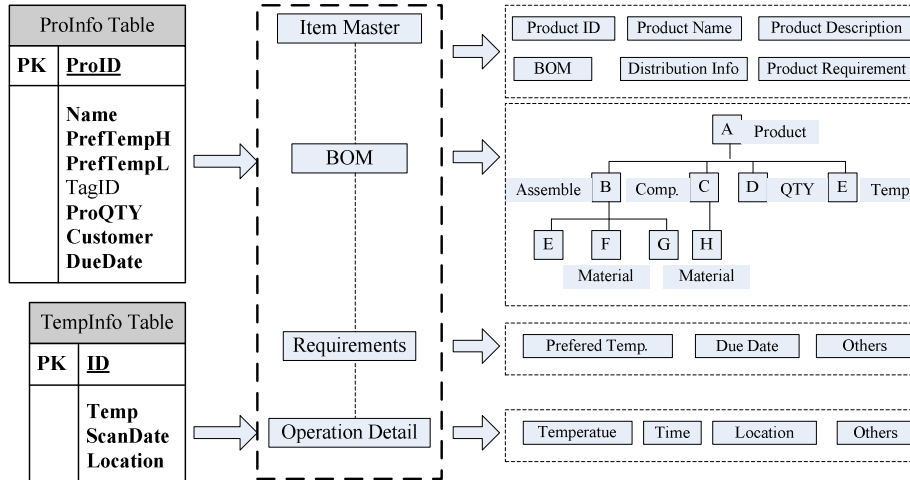 ProInfo Table
PK ProID
Name
PrefTempH
PrefTempL
TagID
ProQTY
Customer
DueDate
TempInfo Table
PK ID
Temp
ScanDate
Location
Item Master
BOM
Requirements
Operation Detail
Product ID Product Name Product Description
BOM Distribution Info Product Requirement
A Product
Assemble B Comp. C D QTY E Temp
E F G H
Material Material
Prefered Temp. Due Date Others
Temperatue Time Location Others